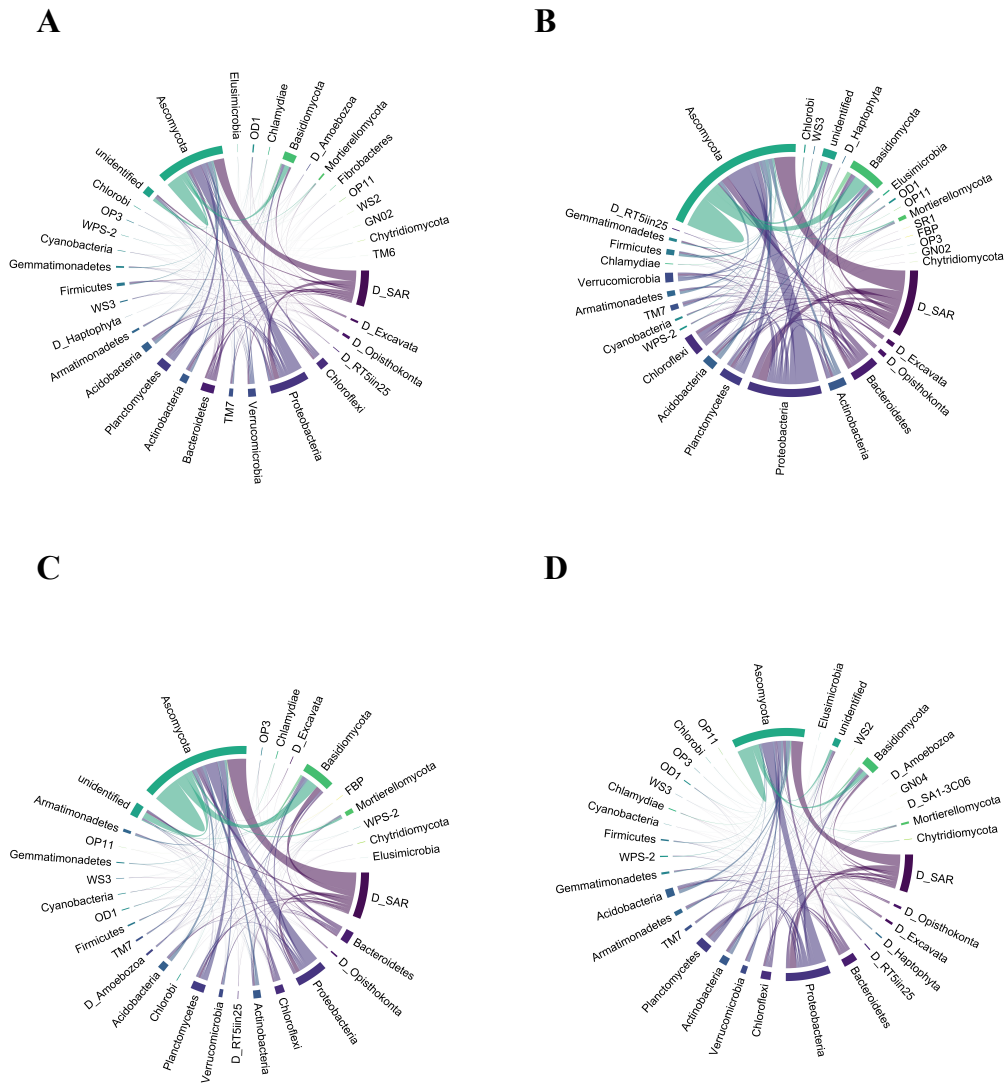 A
Elusimicrobia
OD1
Chlamydiae
Basidiomycota
D_Amoebozoa
Mortierellomycota
Fibrobacteres
OP11
WS2
GN02
Chytridiomycota
TM6
D_SAR
D_Excavata
D_Opisthokonta
D_RT5iin25
Chloroflexi
Proteobacteria
Verrucomicrobia
TM7
Bacteroidetes
Actinobacteria
Planctomycetes
Acidobacteria
Armatimonadetes
D_Haptophyta
WS3
Firmicutes
Gemmatimonadetes
Cyanobacteria
WPS-2
OP3
Chlorobi
unidentified
Ascomycota
B
Chlorobi
WS3
unidentified
D_Haptophyta
Basidiomycota
Elusimicrobia
OD1
OP11
Mortierellomycota
SR1
FBP
OP3
GN02
Chytridiomycota
D_SAR
D_Excavata
D_Opisthokonta
Bacteroidetes
Actinobacteria
Proteobacteria
Planctomycetes
Acidobacteria
Chloroflexi
WPS-2
Cyanobacteria
TM7
Armatimonadetes
Verrucomicrobia
Chlamydiae
Firmicutes
Gemmatimonadetes
D_RT5iin25
Ascomycota
C
OP3
Chlamydiae
D_Excavata
Basidiomycota
FBP
Mortierellomycota
WPS-2
Chytridiomycota
Elusimicrobia
D_SAR
Bacteroidetes
D_Opisthokonta
Proteobacteria
Chloroflexi
Actinobacteria
D_RT5iin25
Verrucomicrobia
Planctomycetes
Chlorobi
Acidobacteria
D_Amoebozoa
TM7
Firmicutes
OD1
Cyanobacteria
WS3
Gemmatimonadetes
OP11
Armatimonadetes
unidentified
Ascomycota
D
Elusimicrobia
unidentified
WS2
Basidiomycota
D_Amoebozoa
GN04
D_SA1-3C06
Mortierellomycota
Chytridiomycota
D_SAR
D_Opisthokonta
D_Excavata
D_Haptophyta
D_RT5iin25
Bacteroidetes
Proteobacteria
Chloroflexi
Verrucomicrobia
Actinobacteria
Planctomycetes
TM7
Armatimonadetes
Acidobacteria
Gemmatimonadetes
WPS-2
Firmicutes
Cyanobacteria
Chlamydiae
WS3
OD1
OP3
Chlorobi
OP11
Ascomycota